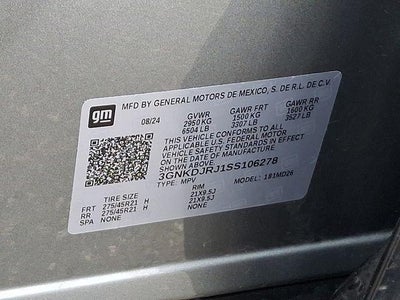 gm
MFD BY GENERAL MOTORS DE MEXICO, S. DE R.L. DE C.V.
08/24 GVWR GAWR FRT GAWR RR
2950 KG 1500 KG 1600 KG
6504 LB 3307 LB 3527 LB
THIS VEHICLE CONFORMS TO ALL
APPLICABLE U.S. FEDERAL MOTOR
VEHICLE SAFETY STANDARDS IN EFFECT
ON THE DATE OF MANUFACTURE
SHOWN ABOVE.
3GNKDJRJ1SS106278
TYPE: MPV MODEL: 181MD26
TIRE SIZE RIM
FRT 275/45R21 H 21X9.5J
RR 275/45R21 H 21X9.5J
SPA NONE NONE